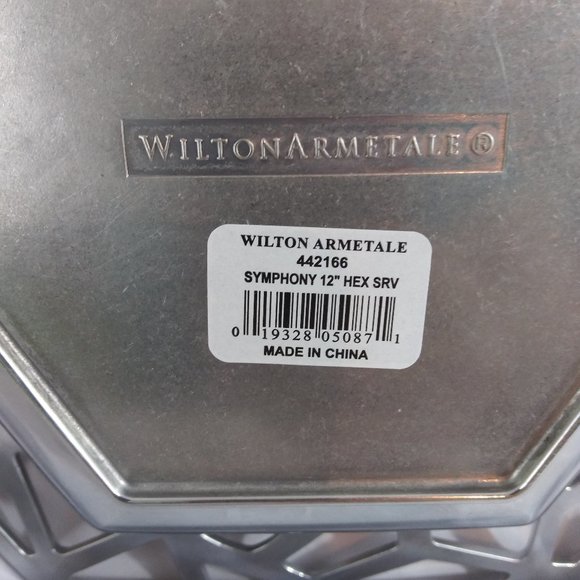 WILTONARMETALE®
WILTON ARMETALE
442166
SYMPHONY 12" HEX SRV
0 19328 05087 1
MADE IN CHINA